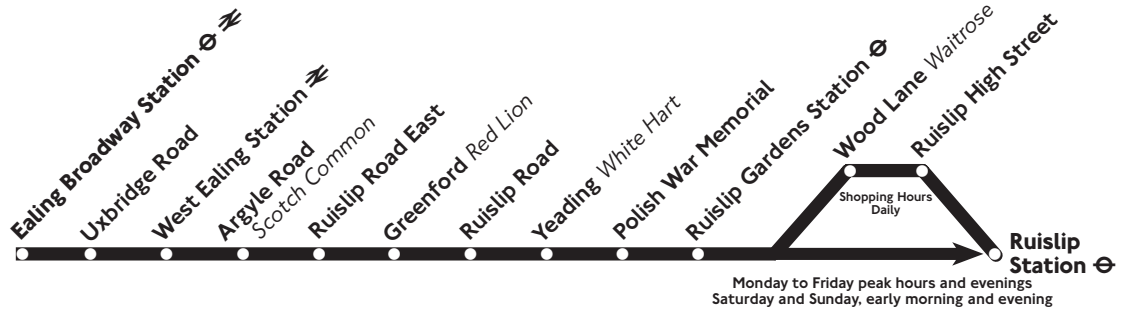 Ealing Broadway Station
Uxbridge Road
West Ealing Station
Argyle Road
Scotch Common
Ruislip Road East
Greenford Red Lion
Ruislip Road
Yeading White Hart
Polish War Memorial
Ruislip Gardens Station
Wood Lane Waitrose
Ruislip High Street
Shopping Hours
Daily
Ruislip
Station
Monday to Friday peak hours and evenings
Saturday and Sunday, early morning and evening